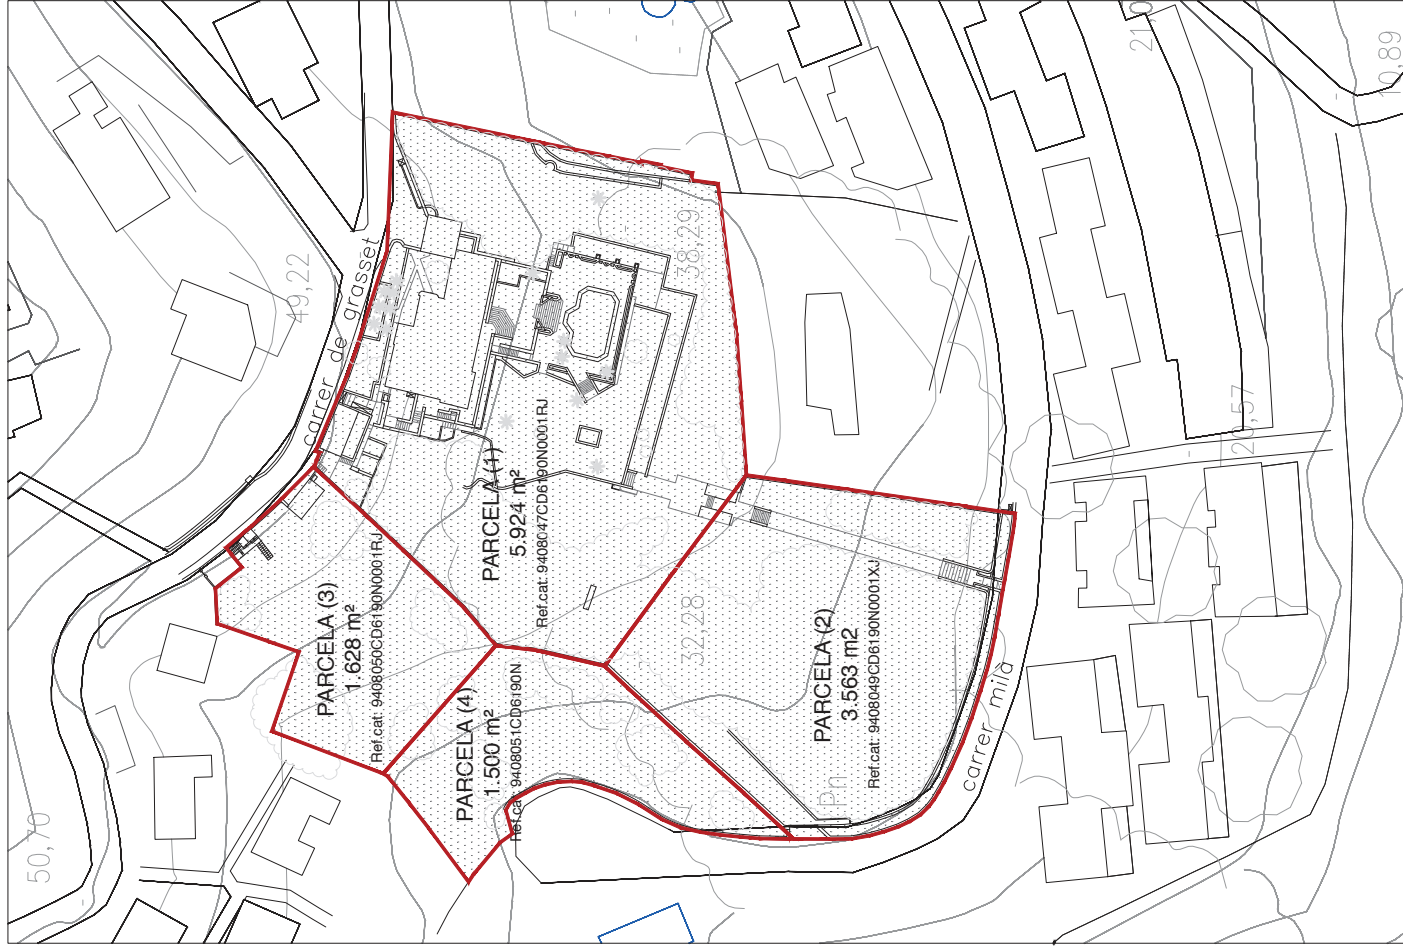 carrer de grasset
PARCELA (1)
5.924 m²
Ref.cat: 9408047CD6190N0001RJ
PARCELA (3)
1.628 m²
Ref.cat: 9408050CD6190N0001RJ
PARCELA (4)
1.500 m²
Ref.cat: 9408051CD6190N
PARCELA (2)
3.563 m2
Ref.cat: 9408049CD6190N0001XJ
carrer milà
49,22
38,29
32,28
50,70
20,57
10,89
Pn